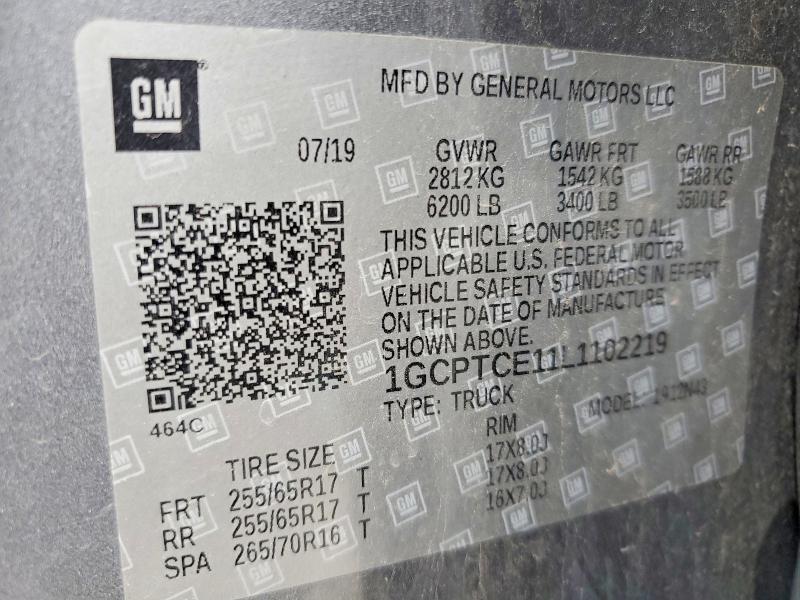 GM
MFD BY GENERAL MOTORS LLC
07/19 GVWR GAWR FRT GAWR RR
2812 KG 1542 KG 1588 KG
6200 LB 3400 LB 3500 LB
THIS VEHICLE CONFORMS TO ALL
APPLICABLE U.S. FEDERAL MOTOR
VEHICLE SAFETY STANDARDS IN EFFECT
ON THE DATE OF MANUFACTURE
SHOWN ABOVE.
1GCPTCE11L1102219
TYPE: TRUCK MODEL:
464C
TIRE SIZE RIM
FRT 255/65R17 T 17X8.0J
RR 255/65R17 T 17X8.0J
SPA 265/70R16 T 16X7.0J